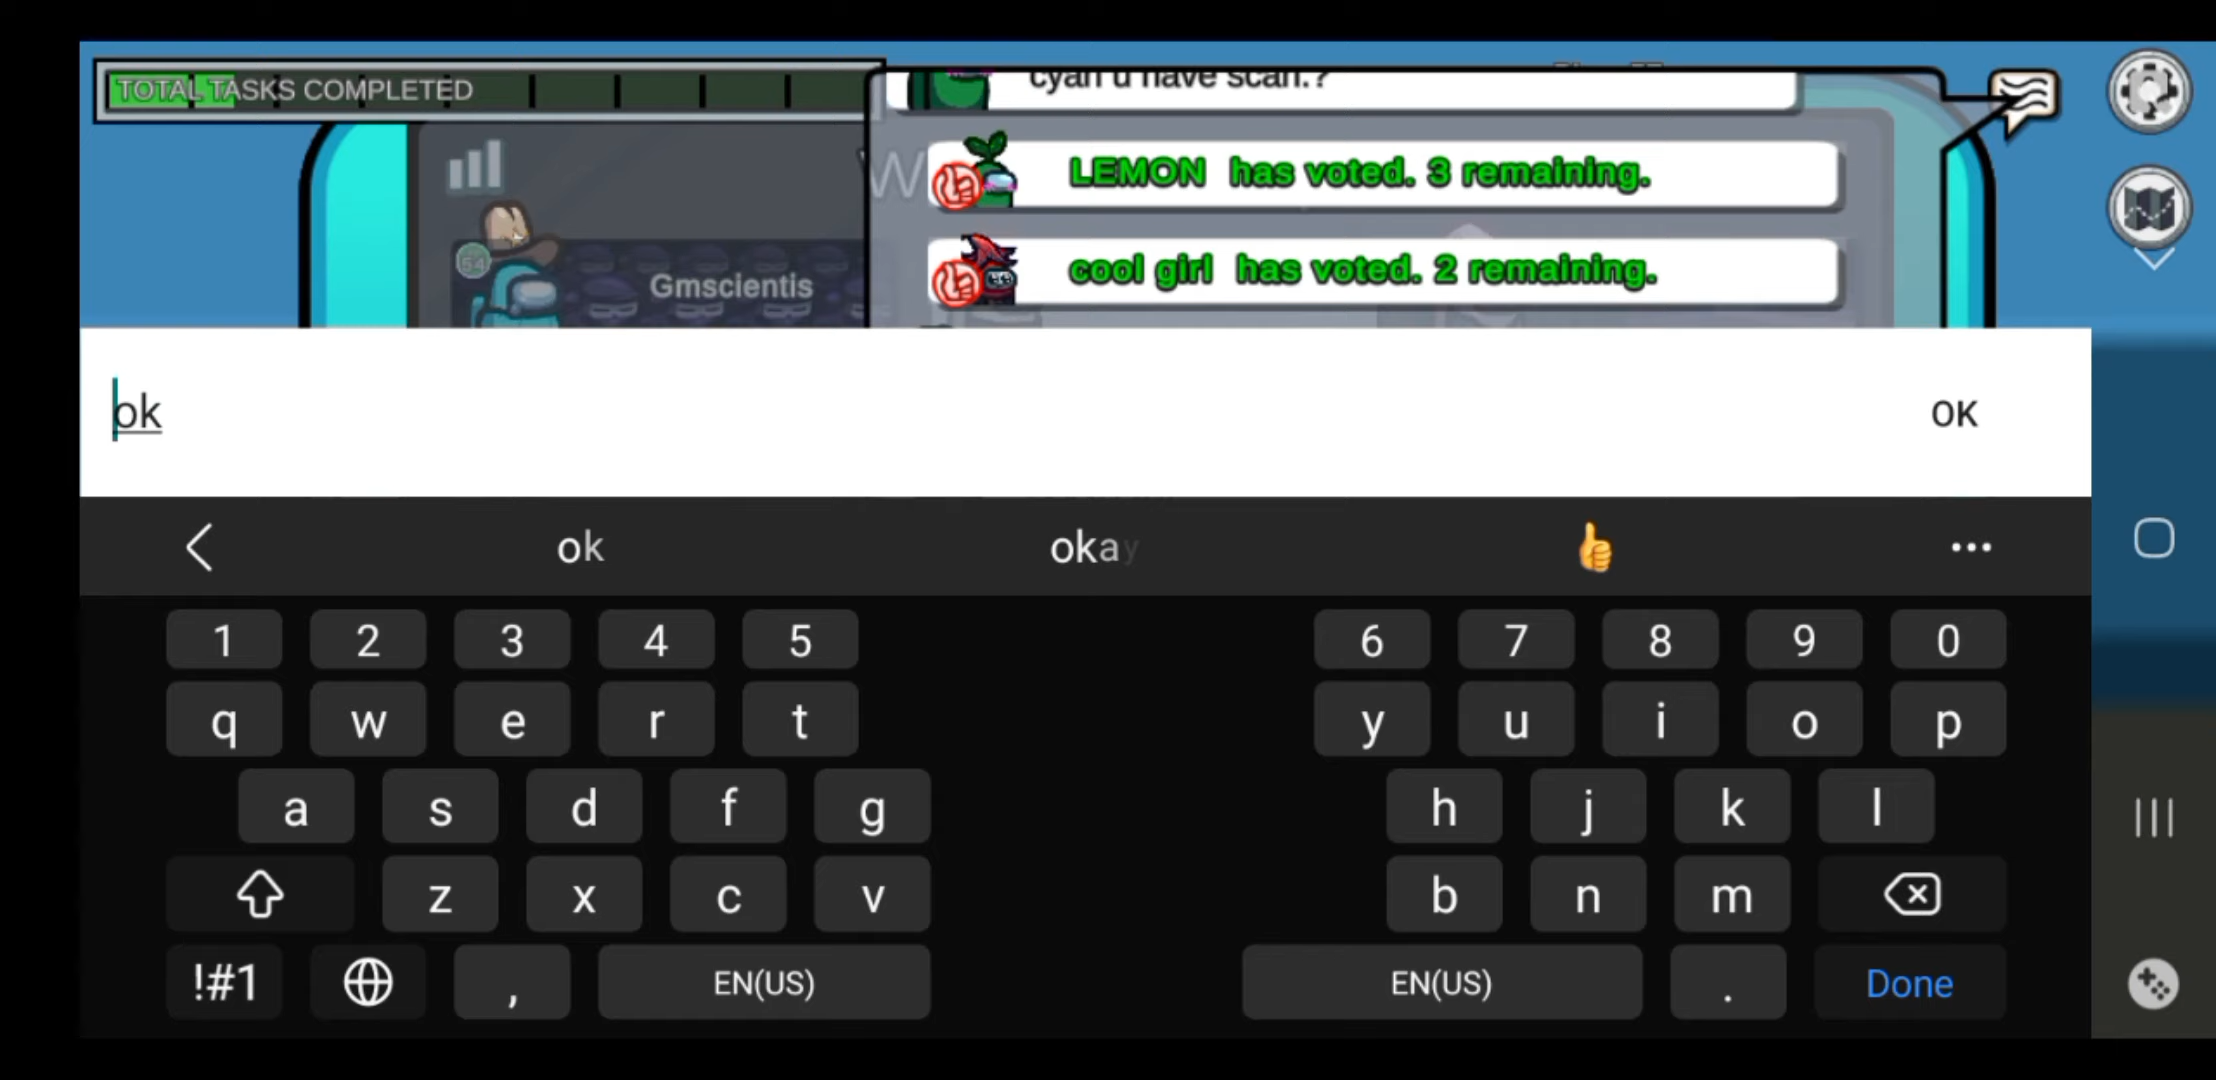 TOTAL TASKS COMPLETED
cyan u have scan.?
W
LEMON has voted. 3 remaining.
54
cool girl has voted. 2 remaining.
Gmscientis
ok
OK
ok
okay
1 2 3 4 5 6 7 8 9 0
q w e r t y u i o p
a s d f g h j k l
z x c v b n m
!#1 , EN(US) EN(US) . Done